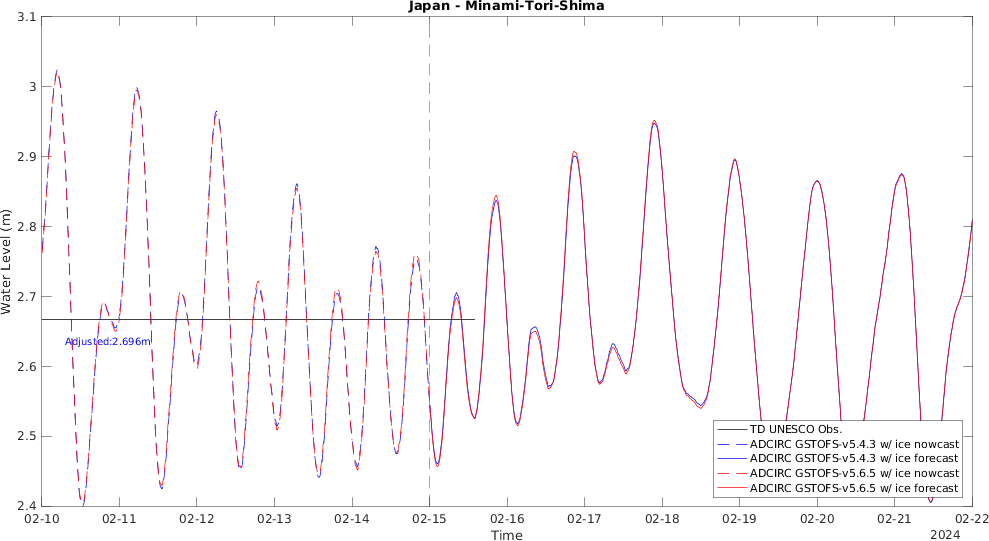 Japan - Minami-Tori-Shima
3.1
3
2.9
2.8
2.7
2.6
2.5
2.4
Water Level (m)
Adjusted:2.696m
TD UNESCO Obs.
ADCIRC GSTOFS-v5.4.3 w/ ice nowcast
ADCIRC GSTOFS-v5.4.3 w/ ice forecast
ADCIRC GSTOFS-v5.6.5 w/ ice nowcast
ADCIRC GSTOFS-v5.6.5 w/ ice forecast
02-10 02-11 02-12 02-13 02-14 02-15 02-16 02-17 02-18 02-19 02-20 02-21 02-22
Time
2024